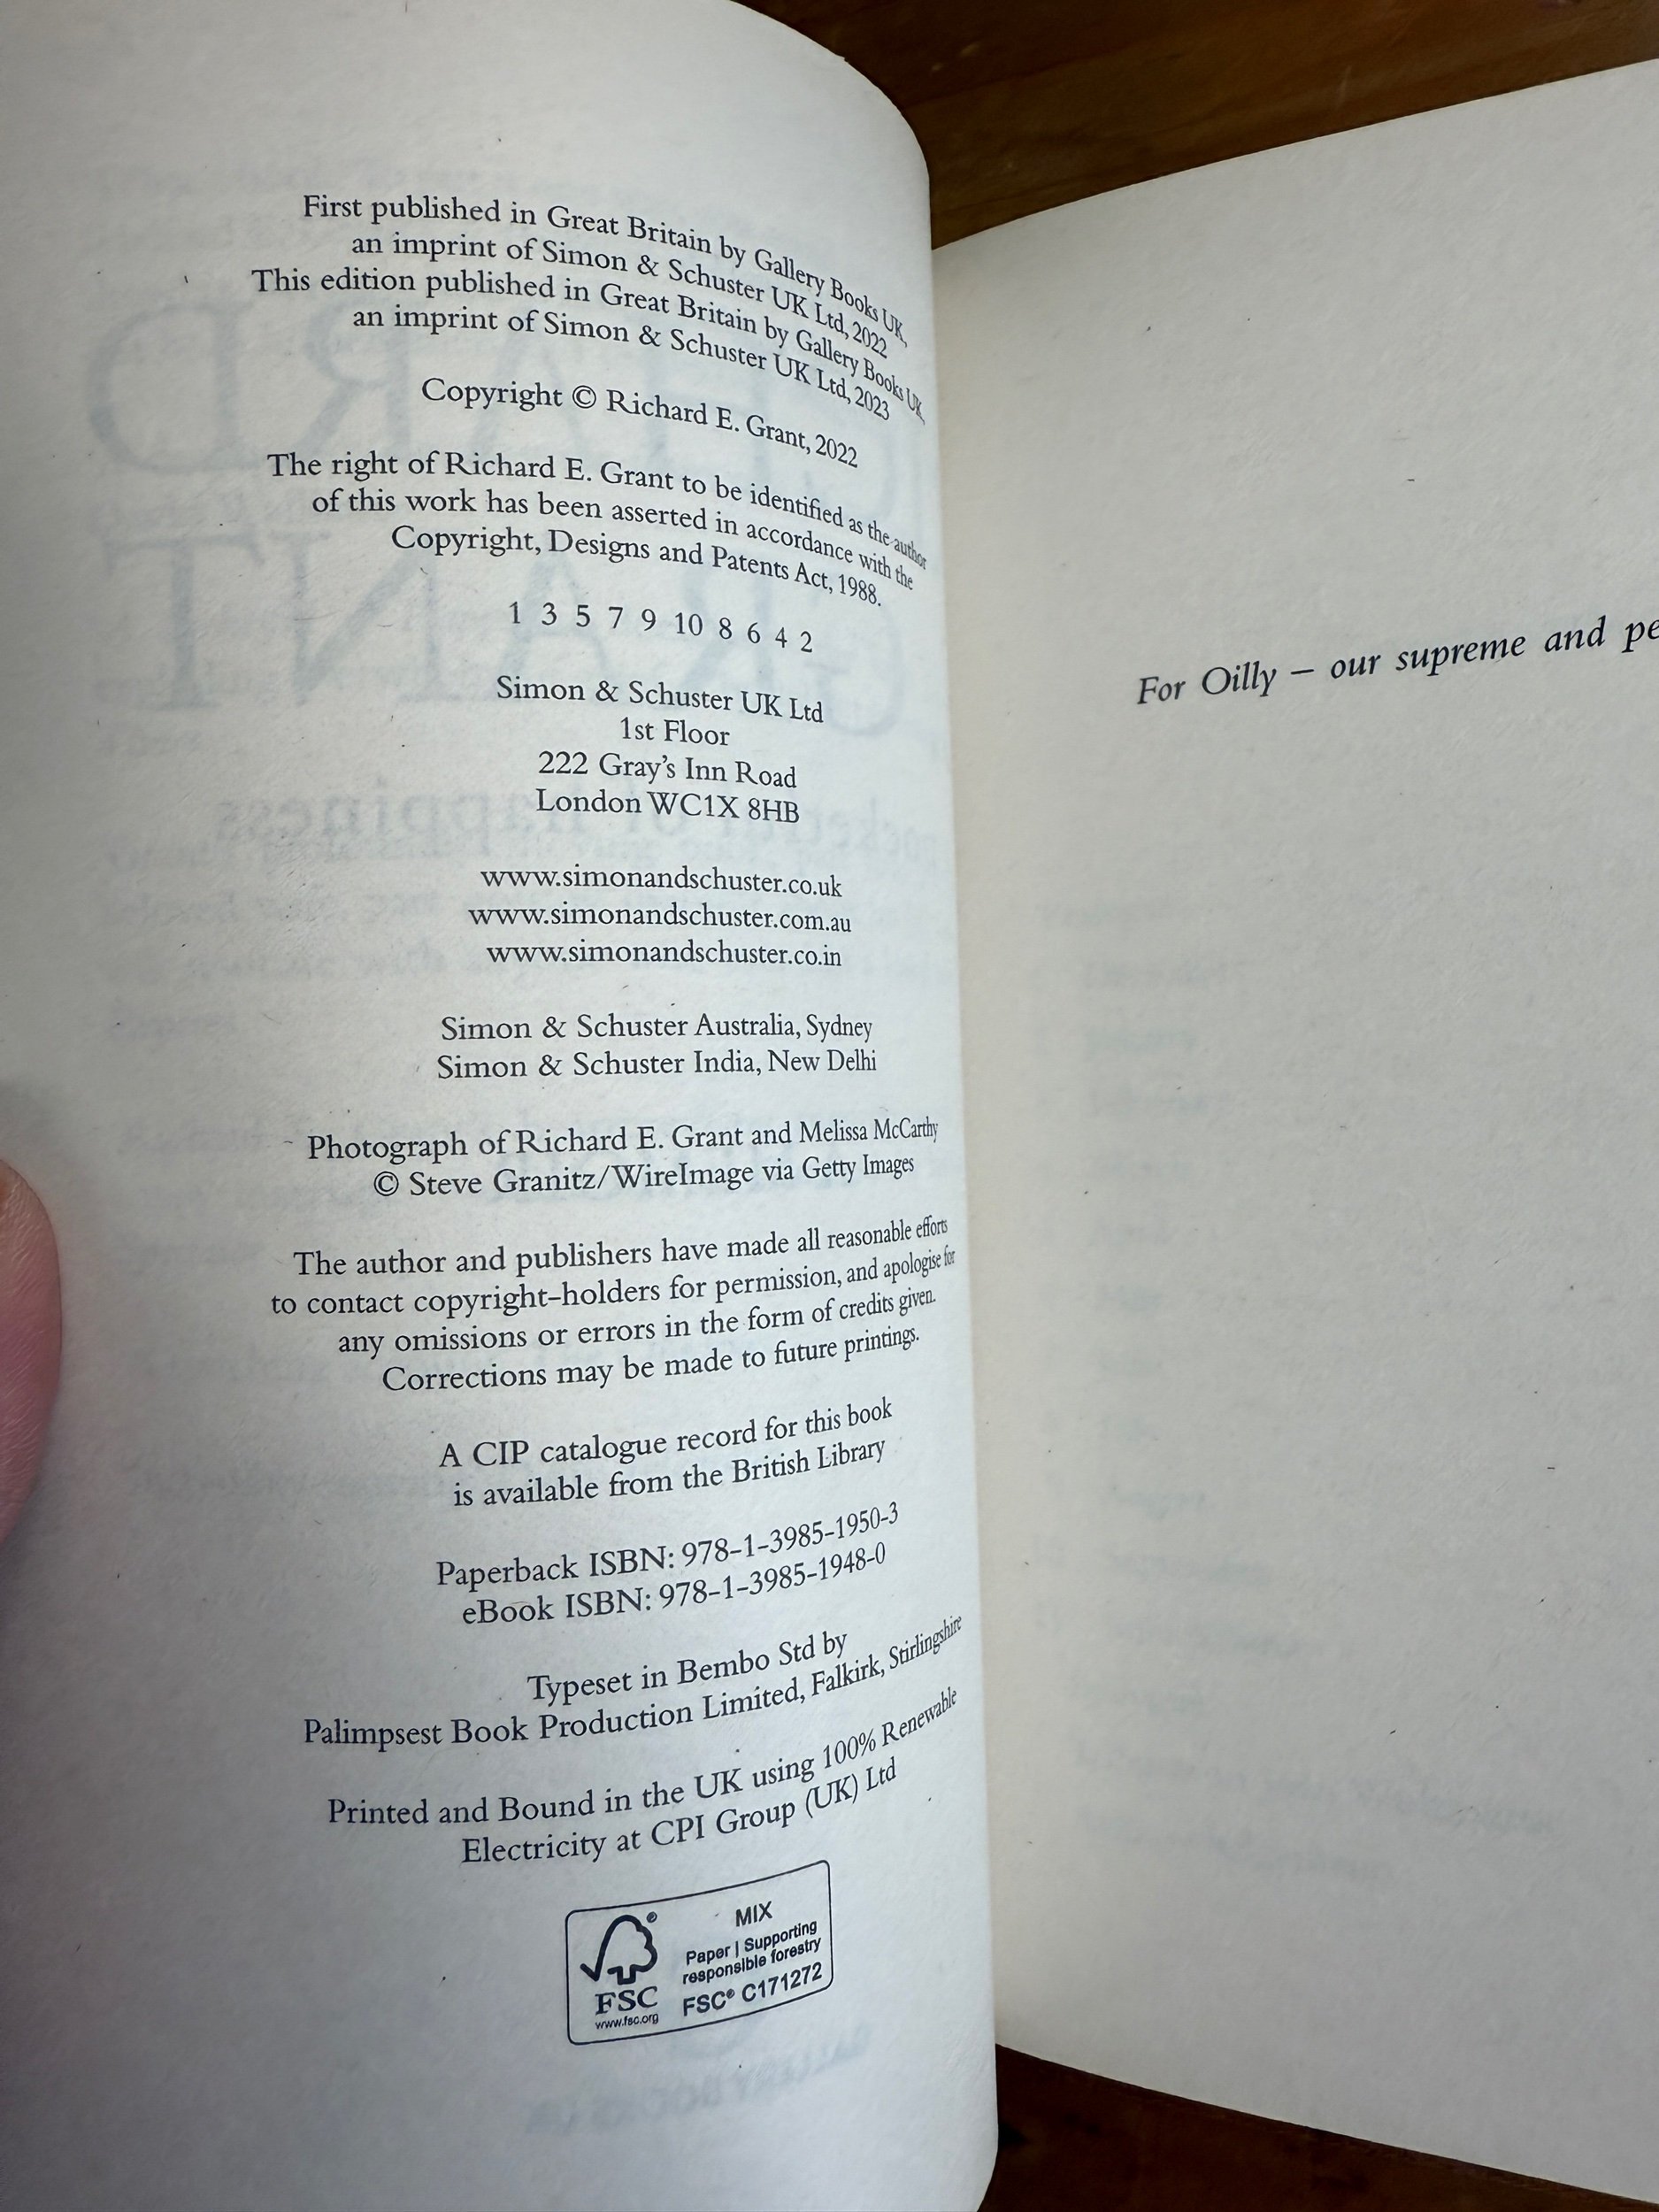 First published in Great Britain by Gallery Books UK,
an imprint of Simon & Schuster UK Ltd, 2022
This edition published in Great Britain by Gallery Books UK,
an imprint of Simon & Schuster UK Ltd, 2023
Copyright © Richard E. Grant, 2022
The right of Richard E. Grant to be identified as the author
of this work has been asserted in accordance with the
Copyright, Designs and Patents Act, 1988.
1 3 5 7 9 10 8 6 4 2
Simon & Schuster UK Ltd
1st Floor
222 Gray's Inn Road
London WC1X 8HB
www.simonandschuster.co.uk
www.simonandschuster.com.au
www.simonandschuster.co.in
Simon & Schuster Australia, Sydney
Simon & Schuster India, New Delhi
Photograph of Richard E. Grant and Melissa McCarthy
© Steve Granitz/WireImage via Getty Images
The author and publishers have made all reasonable efforts
to contact copyright-holders for permission, and apologise for
any omissions or errors in the form of credits given.
Corrections may be made to future printings.
A CIP catalogue record for this book
is available from the British Library
Paperback ISBN: 978-1-3985-1950-3
eBook ISBN: 978-1-3985-1948-0
Typeset in Bembo Std by
Palimpsest Book Production Limited, Falkirk, Stirlingshire
Printed and Bound in the UK using 100% Renewable
Electricity at CPI Group (UK) Ltd
FSC
www.fsc.org
MIX
Paper | Supporting
responsible forestry
FSC® C171272
For Oilly – our supreme and